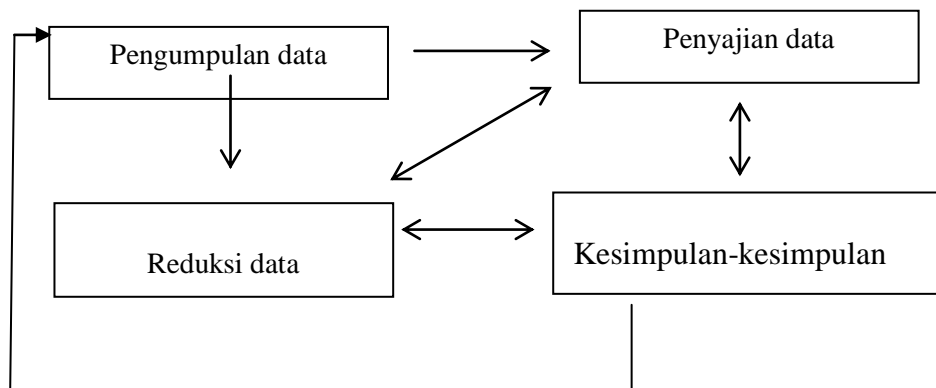 Pengumpulan data
Penyajian data
Reduksi data
Kesimpulan-kesimpulan